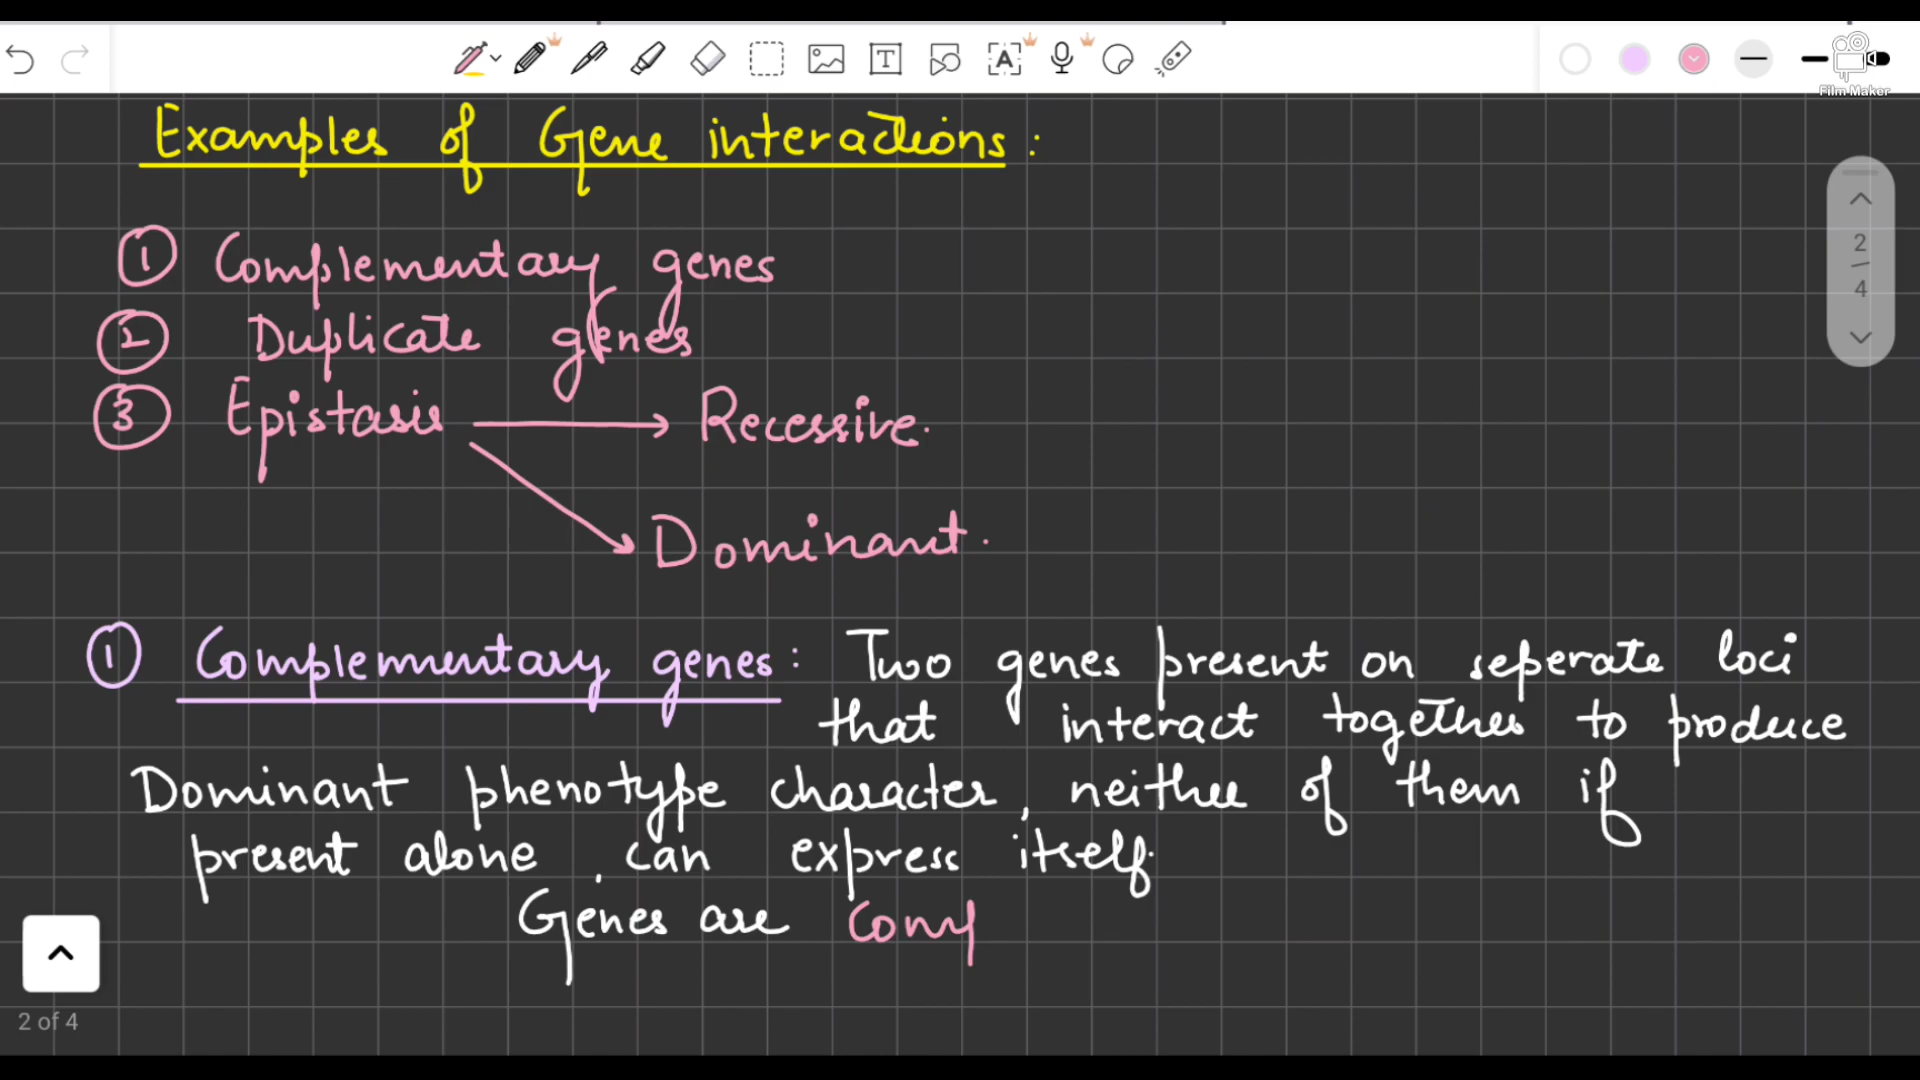 Film Maker
Examples of Gene interactions:
① Complementary genes
② Duplicate genes
③ Epistasis → Recessive.
Dominant.
① Complementary genes: Two genes present on seperate loci
that interact together to produce
Dominant phenotype character, neither of them if
present alone, can express itself.
Genes are Comp
2
4
2 of 4